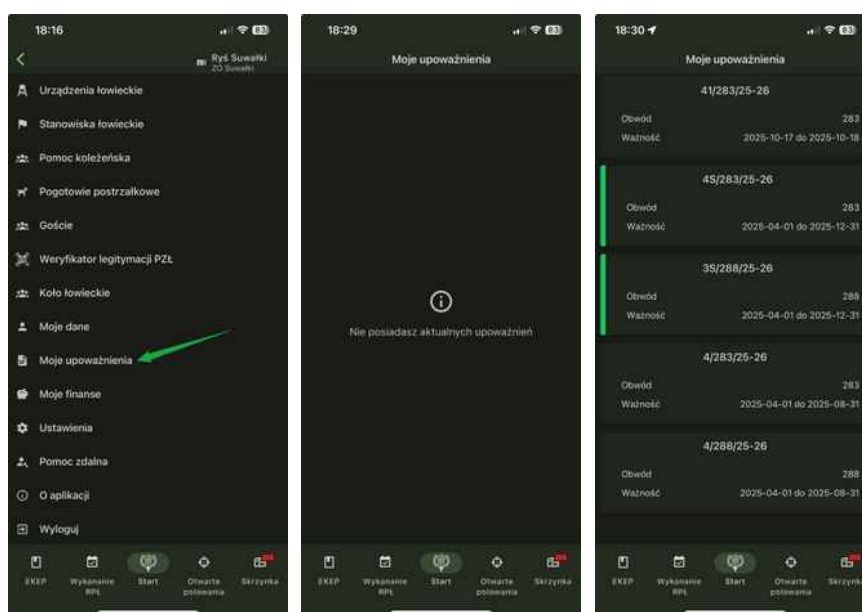 18:16
83
Ryś Suwałki
ZO Suwałki
Urządzenia łowieckie
Stanowiska łowieckie
Pomoc koleżeńska
Pogotowie postrzałkowe
Goście
Weryfikator legitymacji PZŁ
Koło łowieckie
Moje dane
Moje upoważnienia
Moje finanse
Ustawienia
Pomoc zdalna
O aplikacji
Wyloguj
EKEP
Wykonanie RPŁ
Start
Otwarte polowania
Skrzynka
18:29
83
Moje upoważnienia
Nie posiadasz aktualnych upoważnień
EKEP
Wykonanie RPŁ
Start
Otwarte polowania
Skrzynka
18:30
83
Moje upoważnienia
41/283/25-26
Obwód 283
Ważność 2025-10-17 do 2025-10-18
4S/283/25-26
Obwód 283
Ważność 2025-04-01 do 2025-12-31
3S/288/25-26
Obwód 288
Ważność 2025-04-01 do 2025-12-31
4/283/25-26
Obwód 283
Ważność 2025-04-01 do 2025-08-31
4/288/25-26
Obwód 288
Ważność 2025-04-01 do 2025-08-31
EKEP
Wykonanie RPŁ
Start
Otwarte polowania
Skrzynka